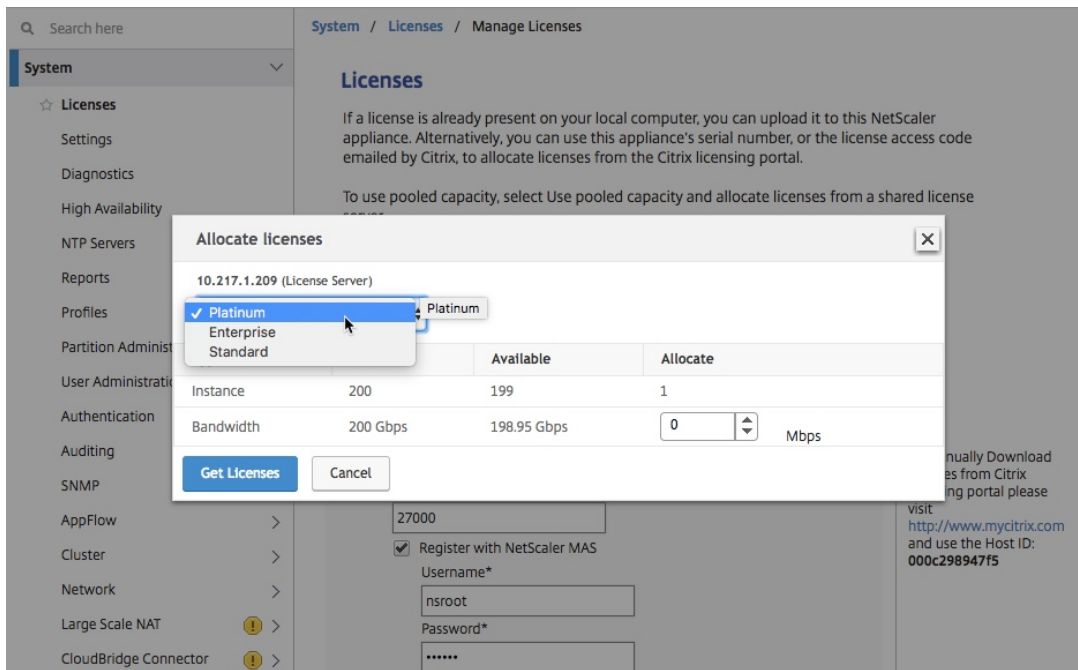 Search here
System / Licenses / Manage Licenses
System
Licenses
Settings
Diagnostics
High Availability
NTP Servers
Reports
Profiles
Partition Administ
User Administratic
Authentication
Auditing
SNMP
AppFlow
Cluster
Network
Large Scale NAT
CloudBridge Connector
Licenses
If a license is already present on your local computer, you can upload it to this NetScaler
appliance. Alternatively, you can use this appliance's serial number, or the license access code
emailed by Citrix, to allocate licenses from the Citrix licensing portal.
To use pooled capacity, select Use pooled capacity and allocate licenses from a shared license
Allocate licenses
10.217.1.209 (License Server)
✓ Platinum
Platinum
Enterprise
Standard
Available Allocate
Instance 200 199 1
Bandwidth 200 Gbps 198.95 Gbps 0 Mbps
Get Licenses Cancel
27000
Register with NetScaler MAS
Username*
nsroot
Password*
••••••
nually Download
es from Citrix
ing portal please
visit
http://www.mycitrix.com
and use the Host ID:
000c298947f5